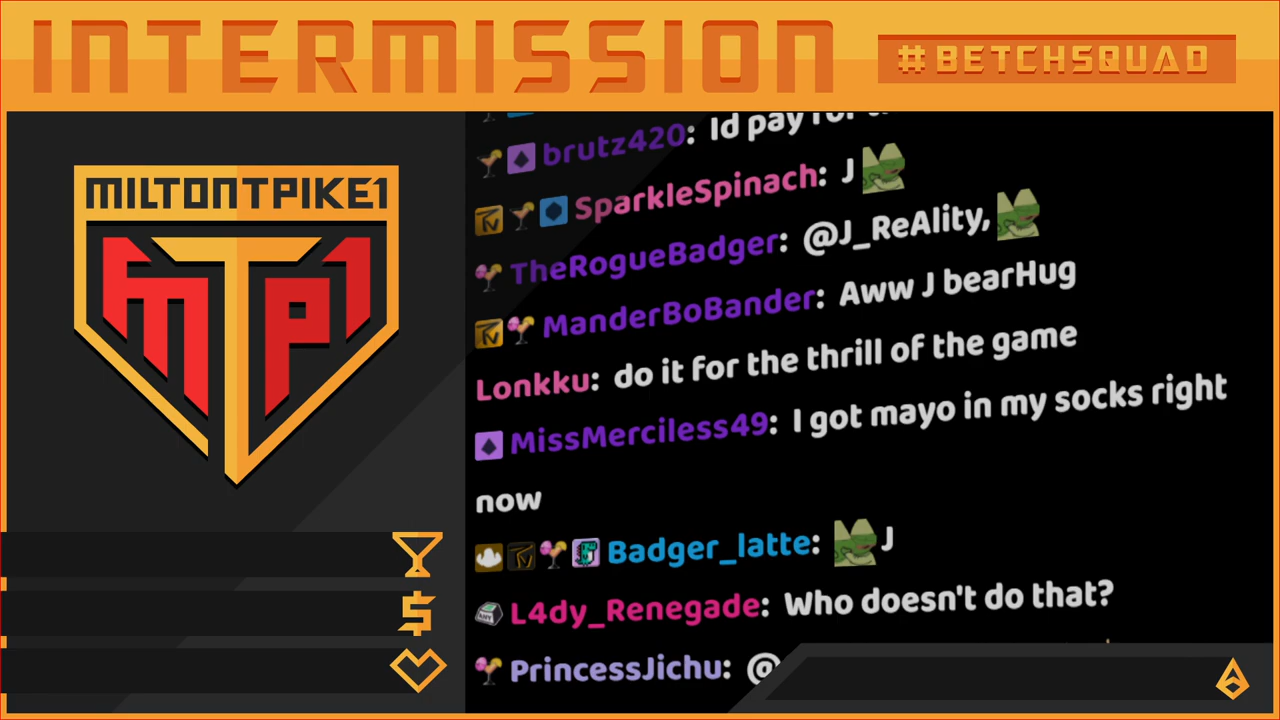 INTERMISSION
#BETCHSQUAD
MILTONTPIKE1
MTP1
brutz420: Id pay for
SparkleSpinach: J
TheRogueBadger: @J_ReAlity,
ManderBoBander: Aww J bearHug
Lonkku: do it for the thrill of the game
MissMerciless49: I got mayo in my socks right
now
Badger_latte: J
L4dy_Renegade: Who doesn't do that?
PrincessJichu: @